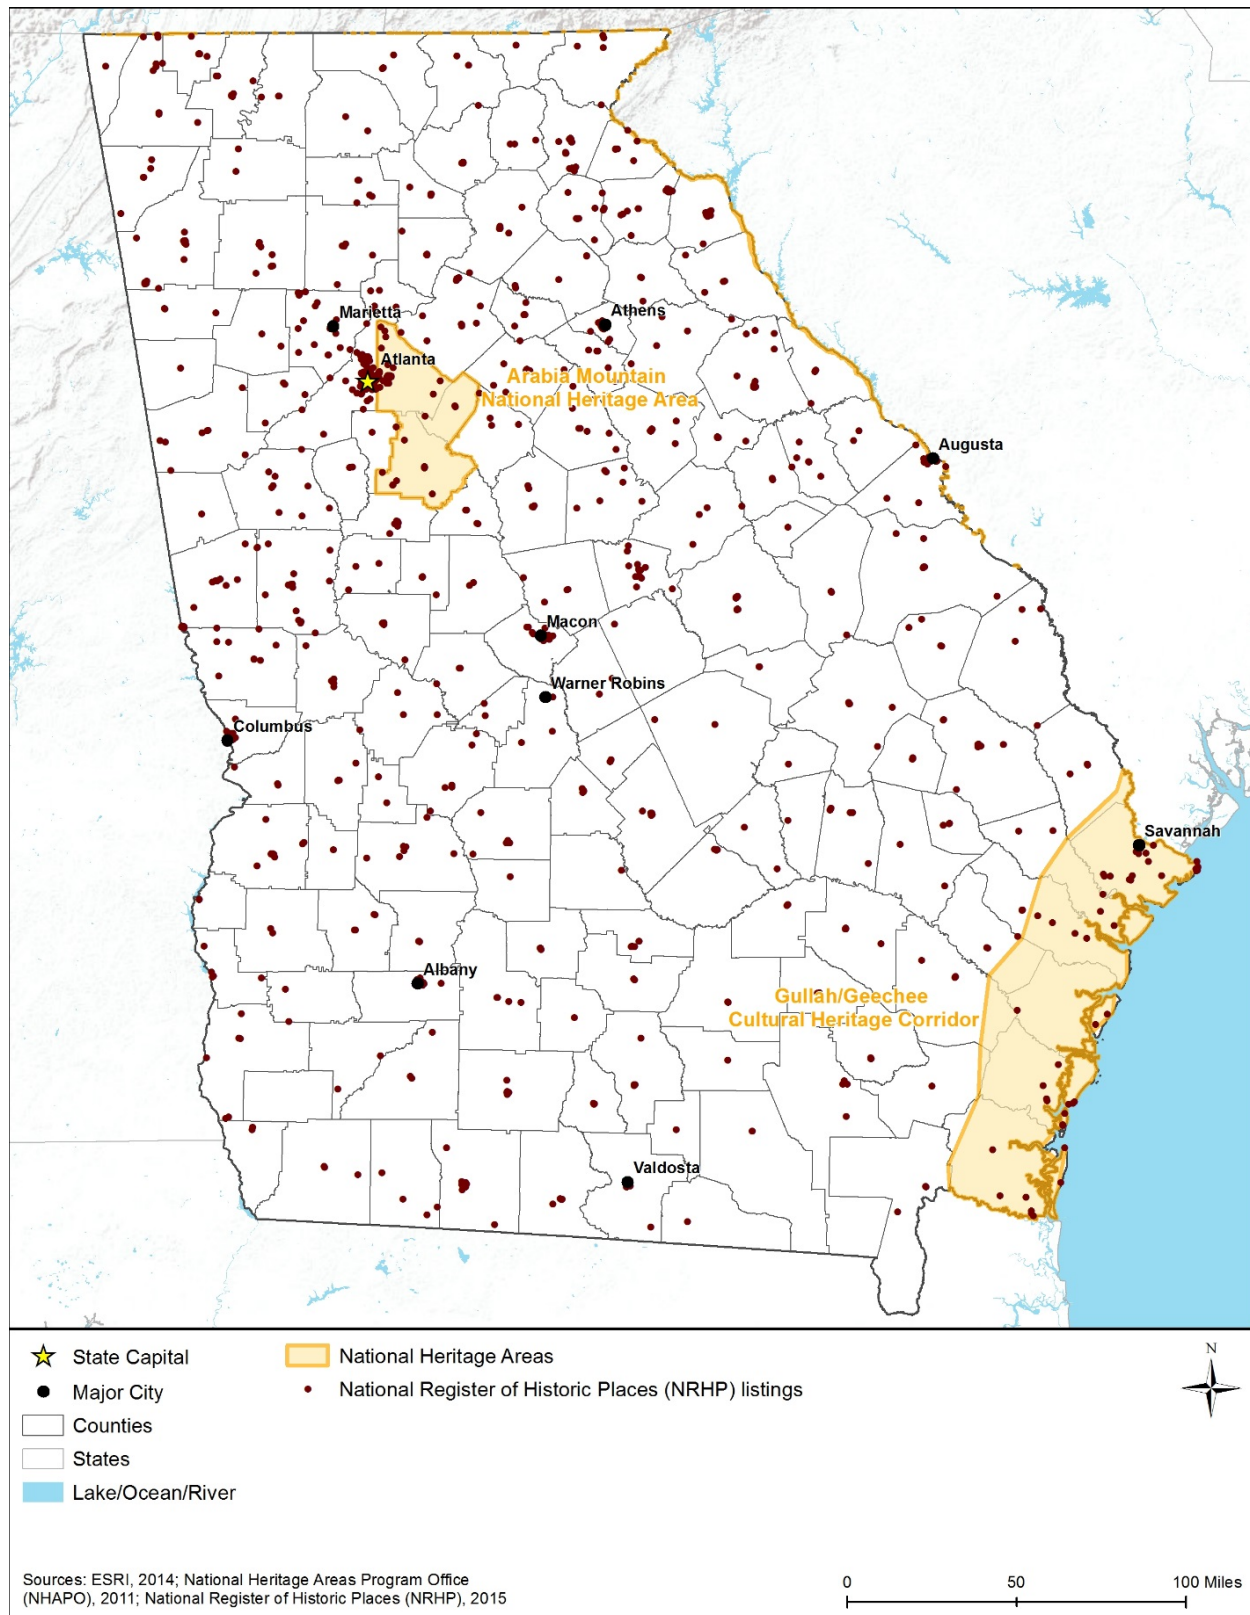 Marietta
Athens
Atlanta
Arabia Mountain
National Heritage Area
Augusta
Macon
Warner Robins
Columbus
Savannah
Albany
Gullah/Geechee
Cultural Heritage Corridor
Valdosta
State Capital
Major City
Counties
States
Lake/Ocean/River
National Heritage Areas
National Register of Historic Places (NRHP) listings
N
Sources: ESRI, 2014; National Heritage Areas Program Office
(NHAPO), 2011; National Register of Historic Places (NRHP), 2015
0 50 100 Miles